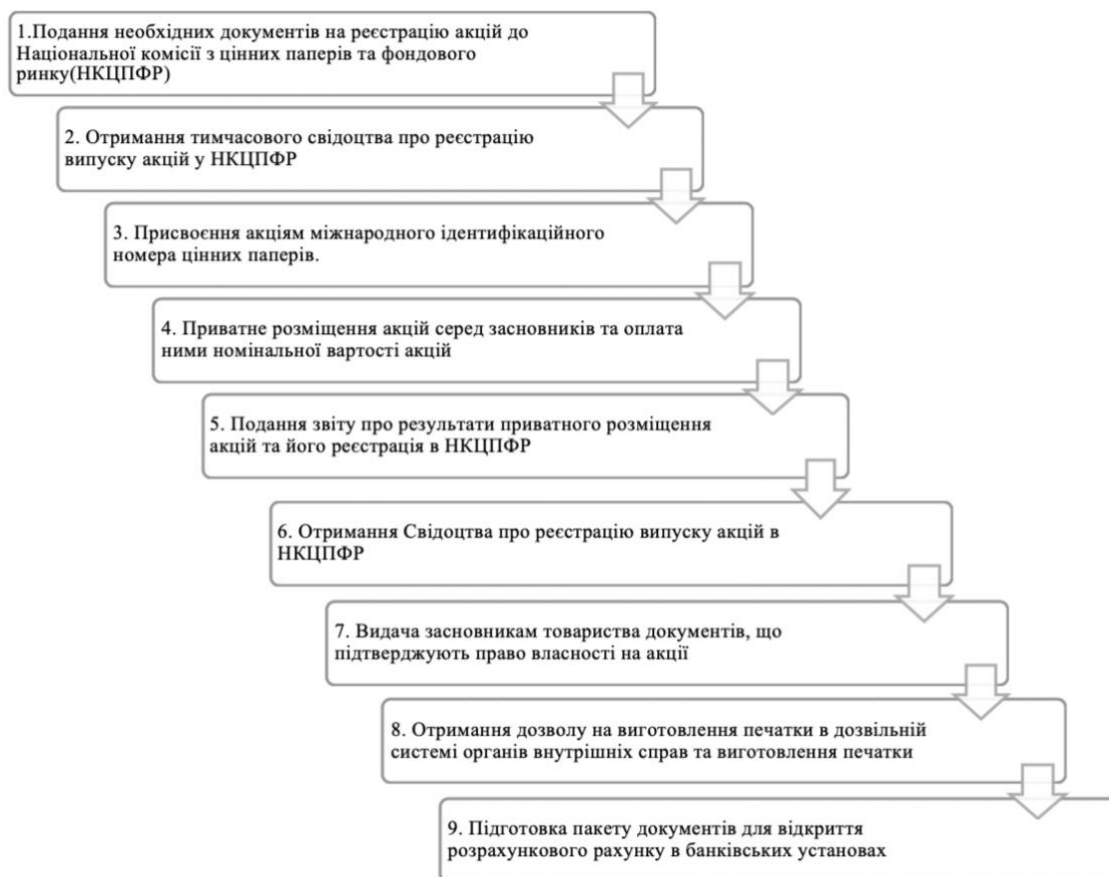 1.Подання необхідних документів на реєстрацію акцій до
Національної комісії з цінних паперів та фондового
ринку(НКЦПФР)
2. Отримання тимчасового свідоцтва про реєстрацію
випуску акцій у НКЦПФР
3. Присвоєння акціям міжнародного ідентифікаційного
номера цінних паперів.
4. Приватне розміщення акцій серед засновників та оплата
ними номінальної вартості акцій
5. Подання звіту про результати приватного розміщення
акцій та його реєстрація в НКЦПФР
6. Отримання Свідоцтва про реєстрацію випуску акцій в
НКЦПФР
7. Видача засновникам товариства документів, що
підтверджують право власності на акції
8. Отримання дозволу на виготовлення печатки в дозвільній
системі органів внутрішніх справ та виготовлення печатки
9. Підготовка пакету документів для відкриття
розрахункового рахунку в банківських установах